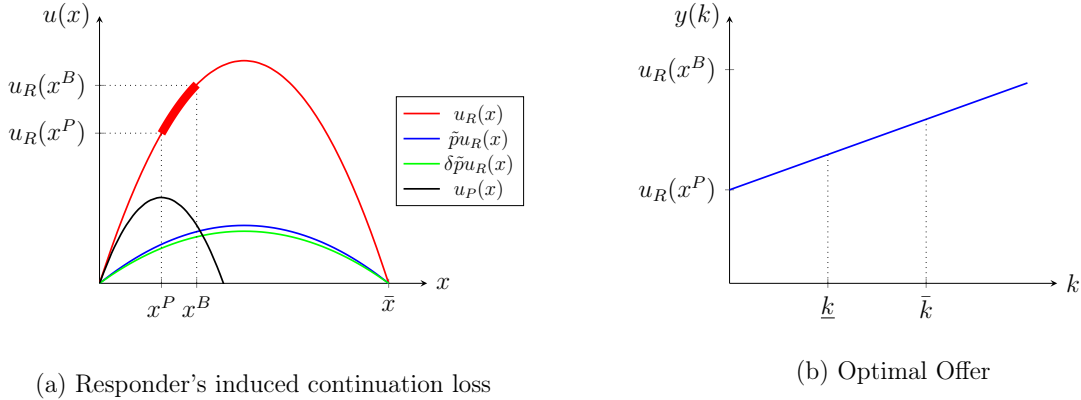 u(x)
u_R(x^B)
u_R(x^P)
x^P
x^B
x̄
x
u_R(x)
p̃u_R(x)
δp̃u_R(x)
u_P(x)
(a) Responder's induced continuation loss
y(k)
u_R(x^B)
u_R(x^P)
k̲
k̄
k
(b) Optimal Offer